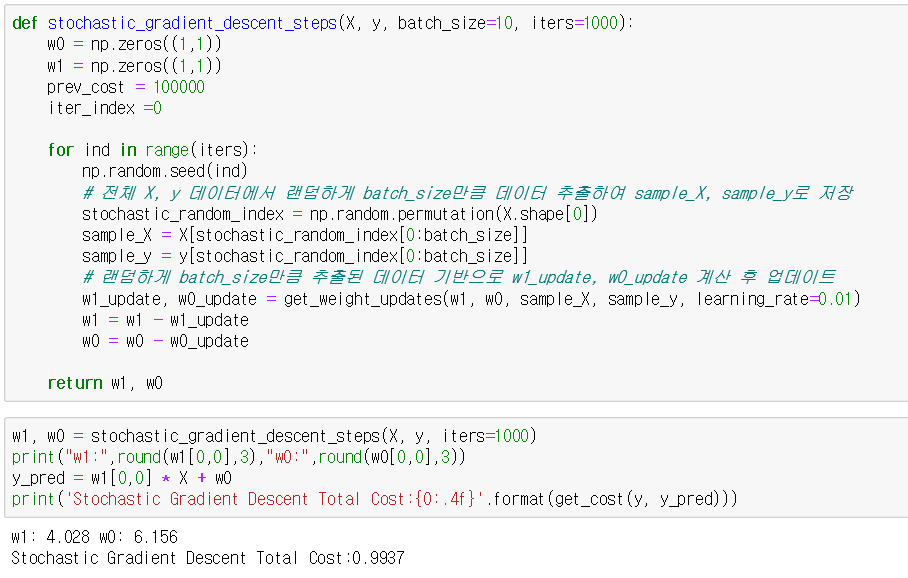 def stochastic_gradient_descent_steps(X, y, batch_size=10, iters=1000):
    w0 = np.zeros((1,1))
    w1 = np.zeros((1,1))
    prev_cost = 100000
    iter_index =0

    for ind in range(iters):
        np.random.seed(ind)
        # 전체 X, y 데이터에서 랜덤하게 batch_size만큼 데이터 추출하여 sample_X, sample_y로 저장
        stochastic_random_index = np.random.permutation(X.shape[0])
        sample_X = X[stochastic_random_index[0:batch_size]]
        sample_y = y[stochastic_random_index[0:batch_size]]
        # 랜덤하게 batch_size만큼 추출된 데이터 기반으로 w1_update, w0_update 계산 후 업데이트
        w1_update, w0_update = get_weight_updates(w1, w0, sample_X, sample_y, learning_rate=0.01)
        w1 = w1 - w1_update
        w0 = w0 - w0_update

    return w1, w0

w1, w0 = stochastic_gradient_descent_steps(X, y, iters=1000)
print("w1:",round(w1[0,0],3),"w0:",round(w0[0,0],3))
y_pred = w1[0,0] * X + w0
print('Stochastic Gradient Descent Total Cost:{0:.4f}'.format(get_cost(y, y_pred)))

w1: 4.028 w0: 6.156
Stochastic Gradient Descent Total Cost:0.9937